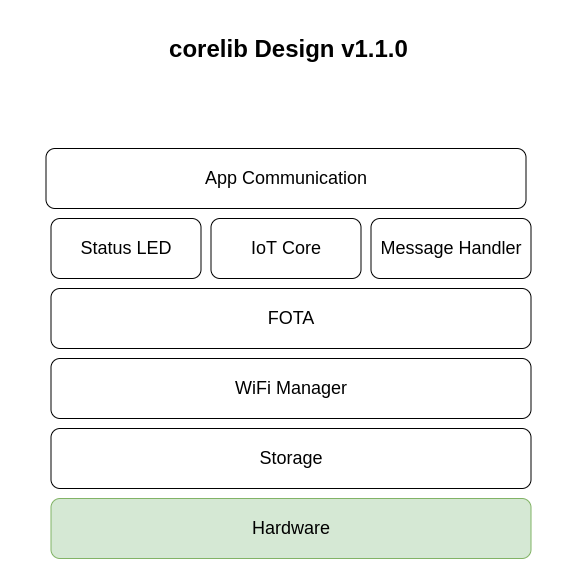 corelib Design v1.1.0
App Communication
Status LED
IoT Core
Message Handler
FOTA
WiFi Manager
Storage
Hardware